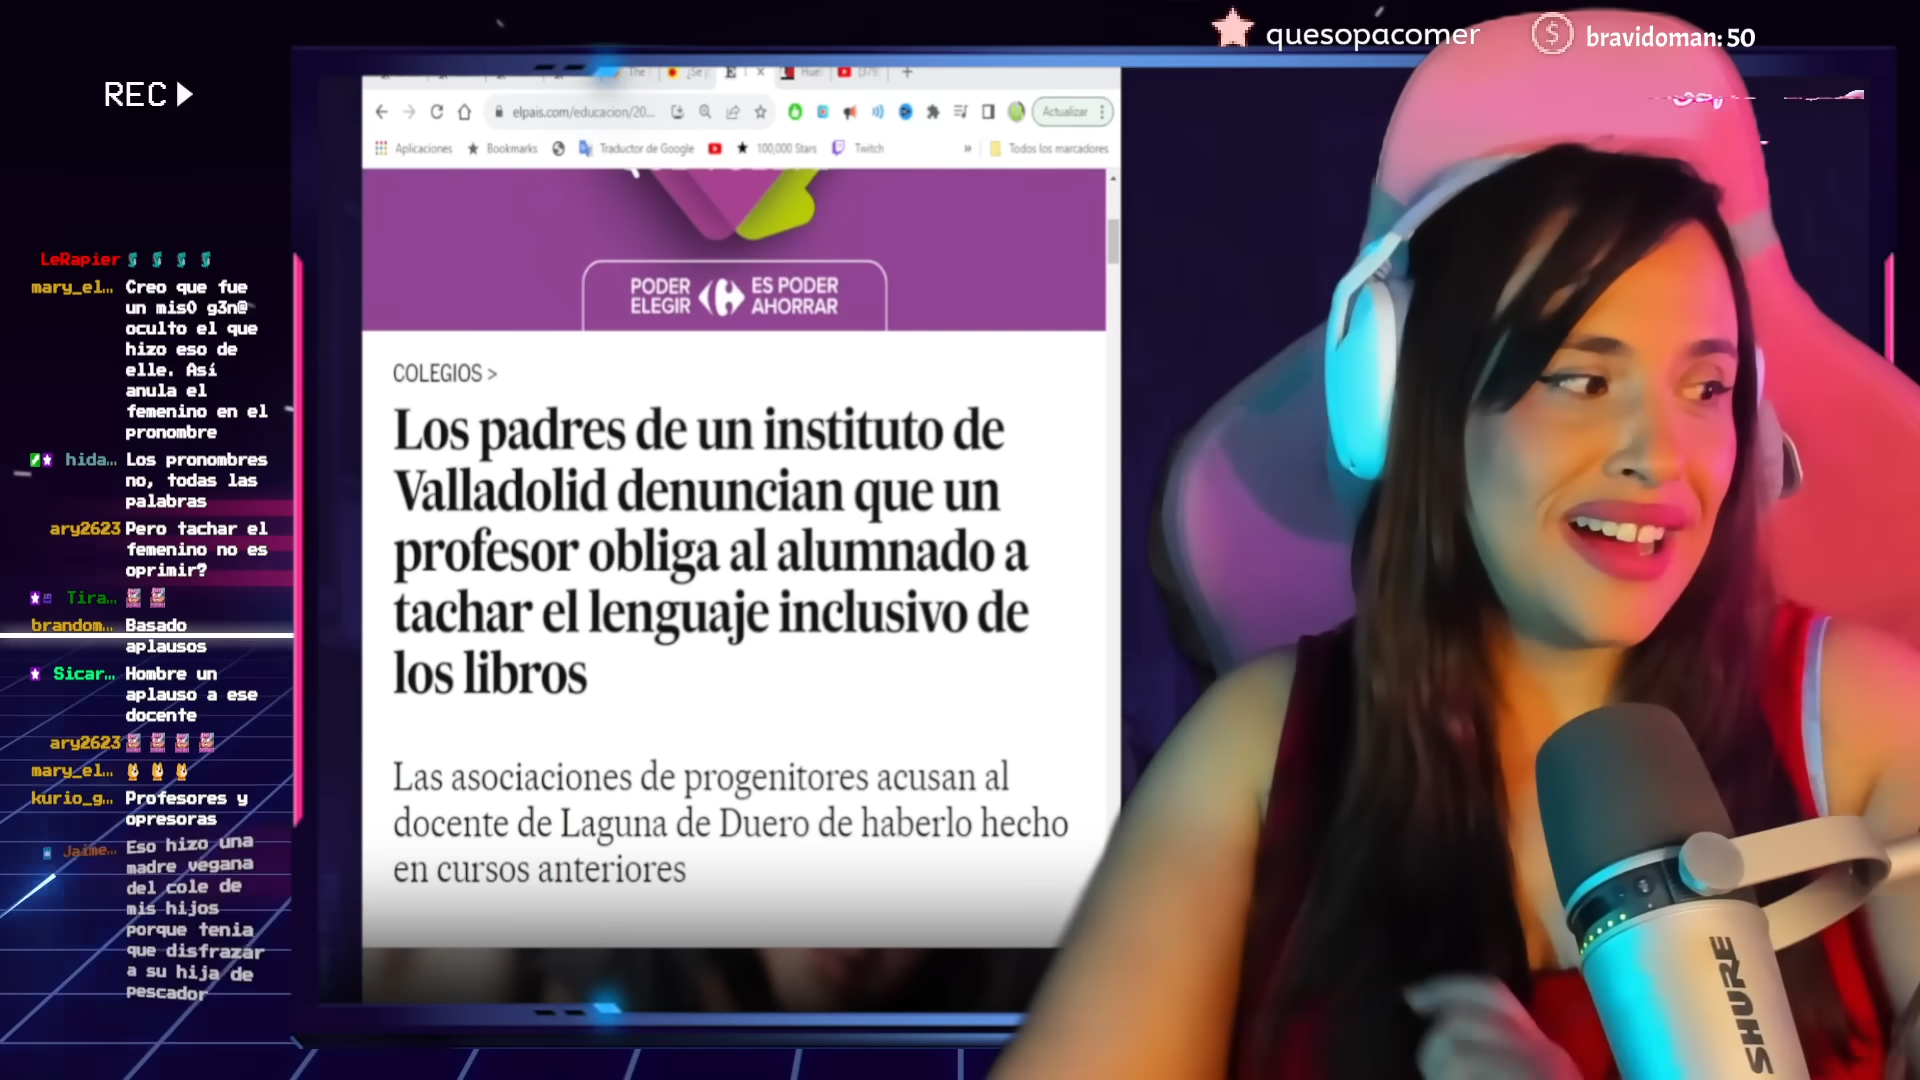 quesopacomer
bravidoman: 50
REC
The
¡Se
E
Hue
(379
elpais.com/educacion/20...
Actualizar
Aplicaciones
Bookmarks
Traductor de Google
100,000 Stars
Twitch
»
Todos los marcadores
PODER
ELEGIR
ES PODER
AHORRAR
COLEGIOS >
Los padres de un instituto de
Valladolid denuncian que un
profesor obliga al alumnado a
tachar el lenguaje inclusivo de
los libros
Las asociaciones de progenitores acusan al
docente de Laguna de Duero de haberlo hecho
en cursos anteriores
LeRapier
mary_el... Creo que fue
un mis0 g3n@
oculto el que
hizo eso de
elle. Así
anula el
femenino en el
pronombre
hida... Los pronombres
no, todas las
palabras
ary2623 Pero tachar el
femenino no es
oprimir?
Tira...
brandom... Basado
aplausos
Sicar... Hombre un
aplauso a ese
docente
ary2623
mary_el...
kurio_g... Profesores y
opresoras
Jaime... Eso hizo una
madre vegana
del cole de
mis hijos
porque tenia
que disfrazar
a su hija de
pescador
SHURE